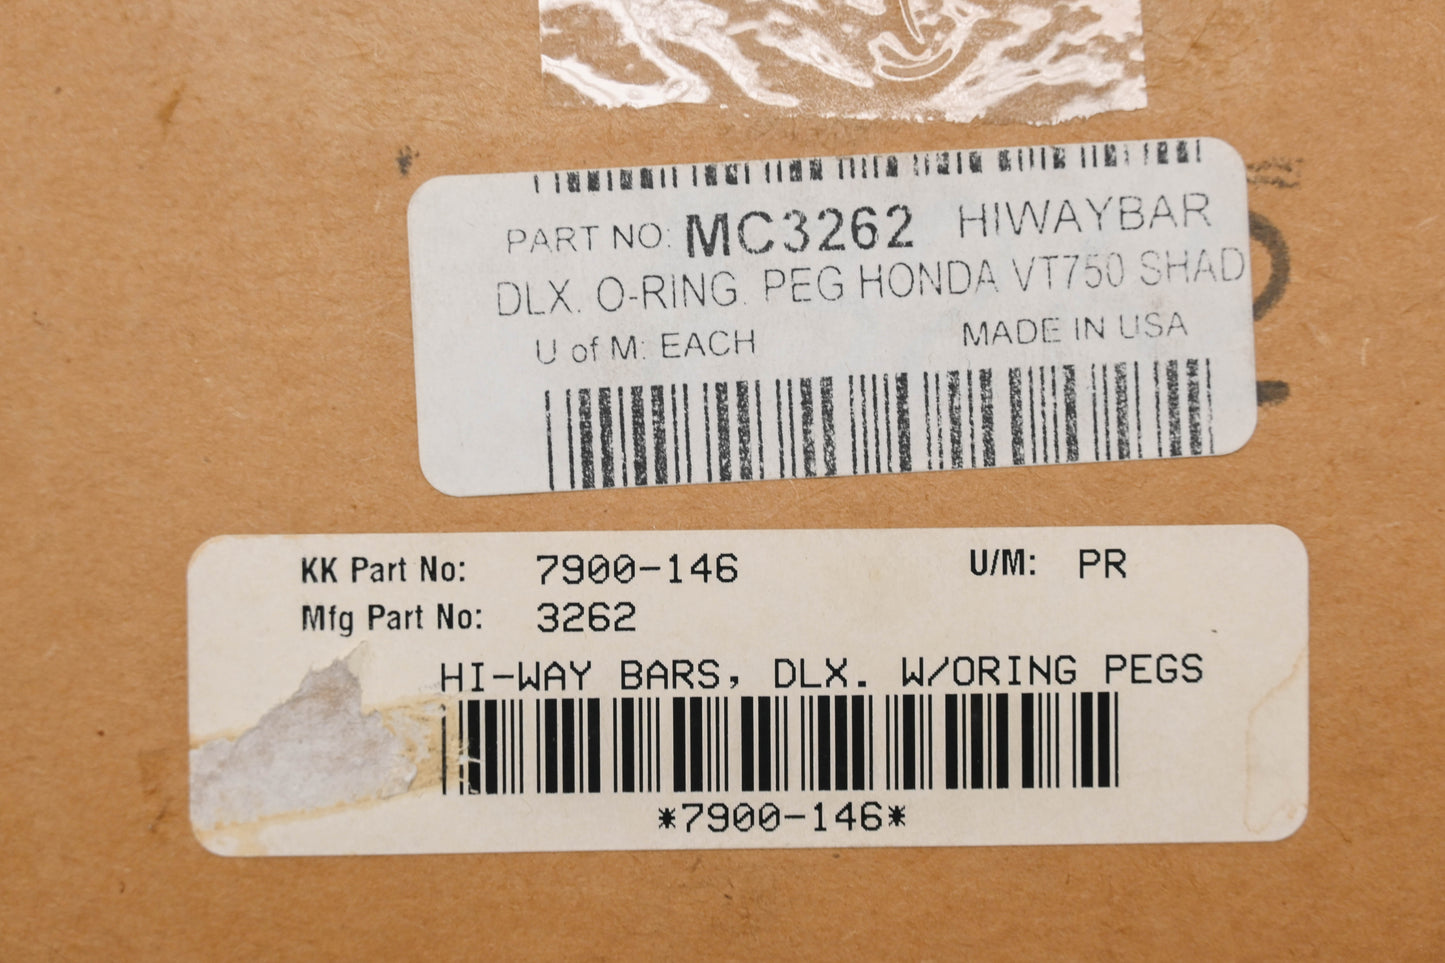 PART NO: MC3262 HIWAYBAR
DLX. O-RING. PEG HONDA VT750 SHAD
U of M: EACH MADE IN USA
KK Part No: 7900-146 U/M: PR
Mfg Part No: 3262
HI-WAY BARS, DLX. W/ORING PEGS
*7900-146*